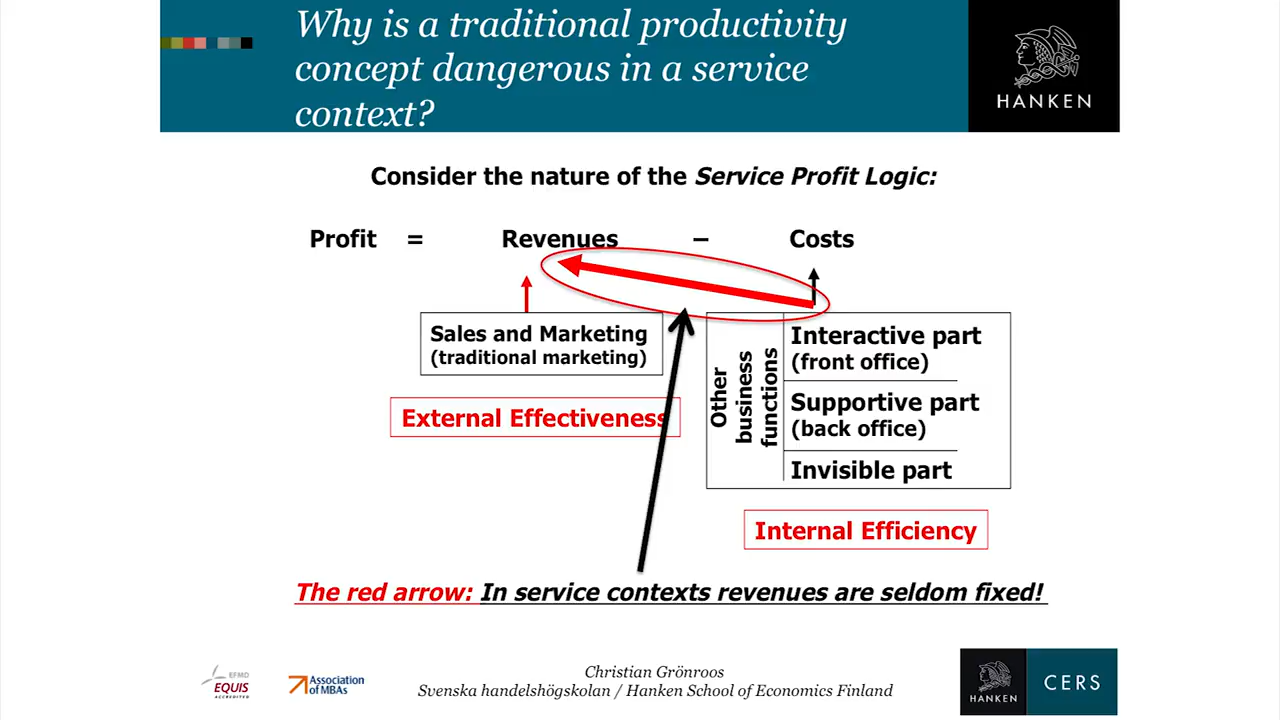 Why is a traditional productivity
concept dangerous in a service
context?
HANKEN
Consider the nature of the Service Profit Logic:
Profit = Revenues – Costs
Sales and Marketing
(traditional marketing)
External Effectiveness
Other
business
functions
Interactive part
(front office)
Supportive part
(back office)
Invisible part
Internal Efficiency
The red arrow: In service contexts revenues are seldom fixed!
EFMD
EQUIS
ACCREDITED
Association
of MBAs
Christian Grönroos
Svenska handelshögskolan / Hanken School of Economics Finland
HANKEN
CERS